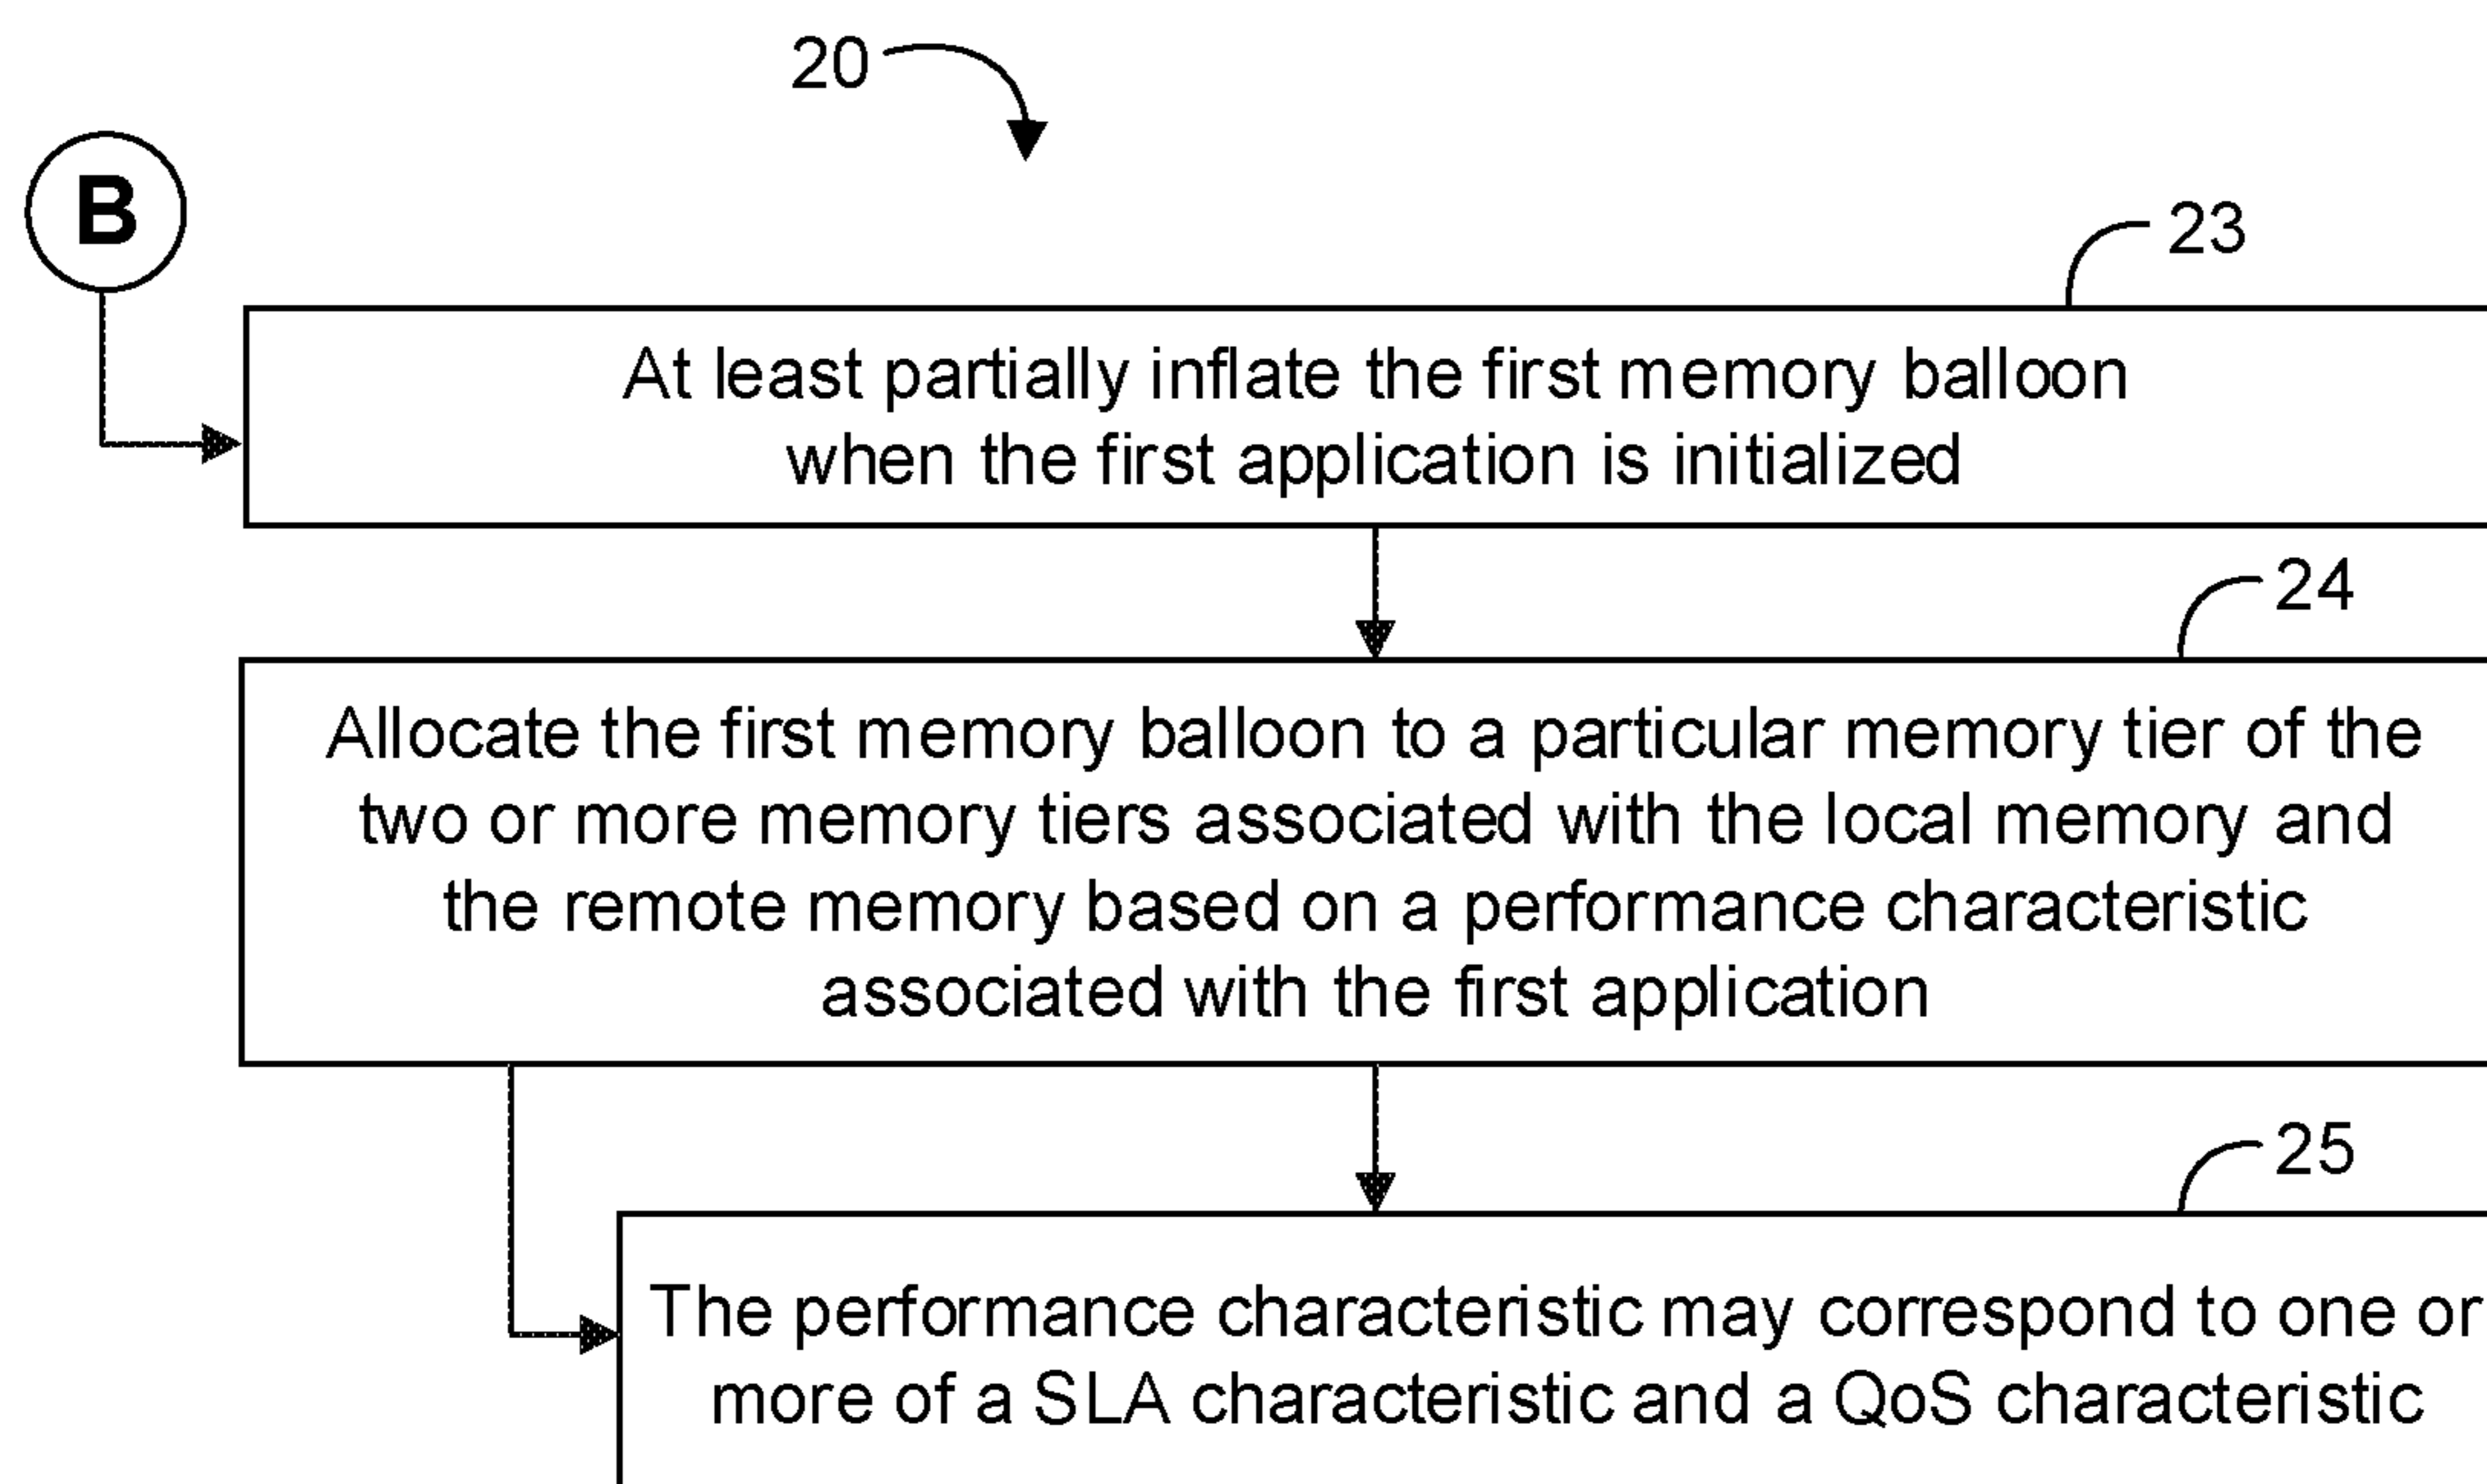 20
B
23
At least partially inflate the first memory balloon
when the first application is initialized
24
Allocate the first memory balloon to a particular memory tier of the
two or more memory tiers associated with the local memory and
the remote memory based on a performance characteristic
associated with the first application
25
The performance characteristic may correspond to one or
more of a SLA characteristic and a QoS characteristic